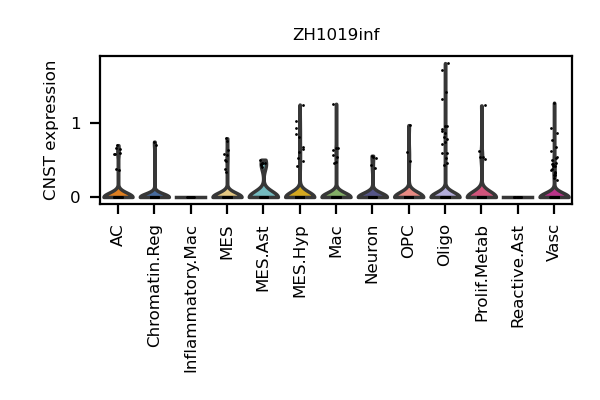 ZH1019inf
CNST expression
1
0
AC
Chromatin.Reg
Inflammatory.Mac
MES
MES.Ast
MES.Hyp
Mac
Neuron
OPC
Oligo
Prolif.Metab
Reactive.Ast
Vasc